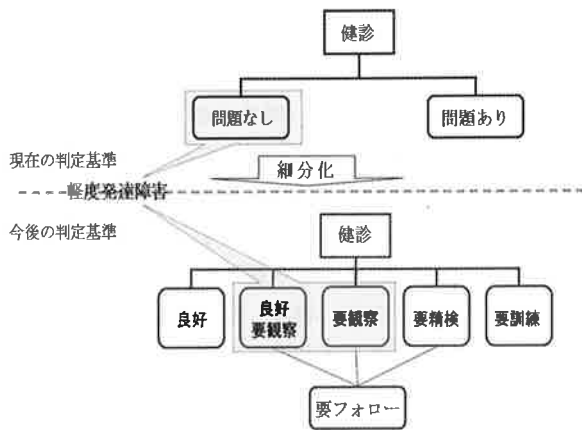 健診
問題なし
問題あり
現在の判定基準
細分化
軽度発達障害
今後の判定基準
健診
良好
良好
要観察
要観察
要精検
要訓練
要フォロー